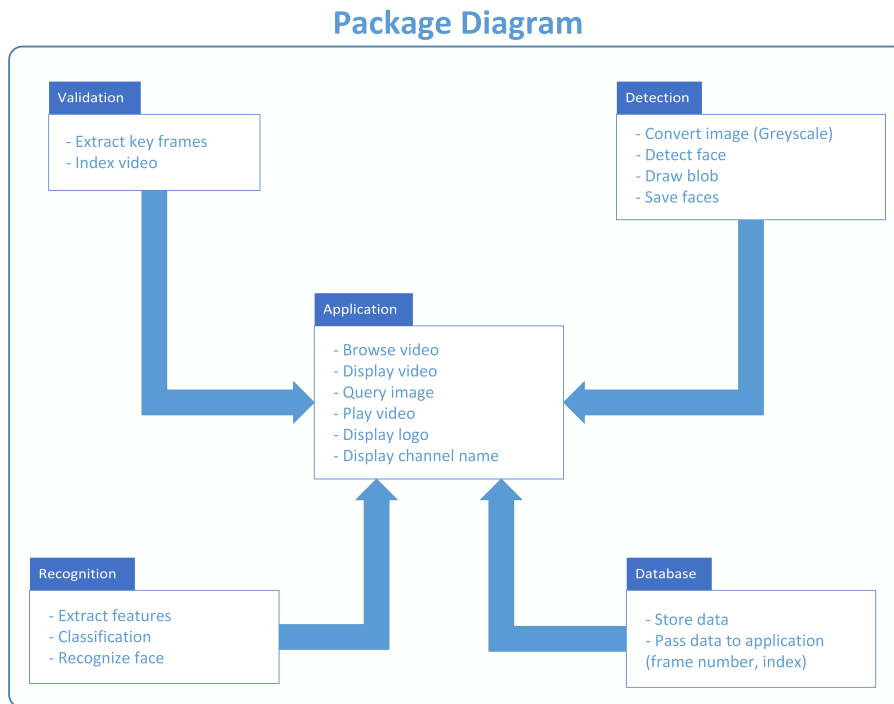 Package Diagram
Validation
- Extract key frames
- Index video
Detection
- Convert image (Greyscale)
- Detect face
- Draw blob
- Save faces
Application
- Browse video
- Display video
- Query image
- Play video
- Display logo
- Display channel name
Recognition
- Extract features
- Classification
- Recognize face
Database
- Store data
- Pass data to application
(frame number, index)